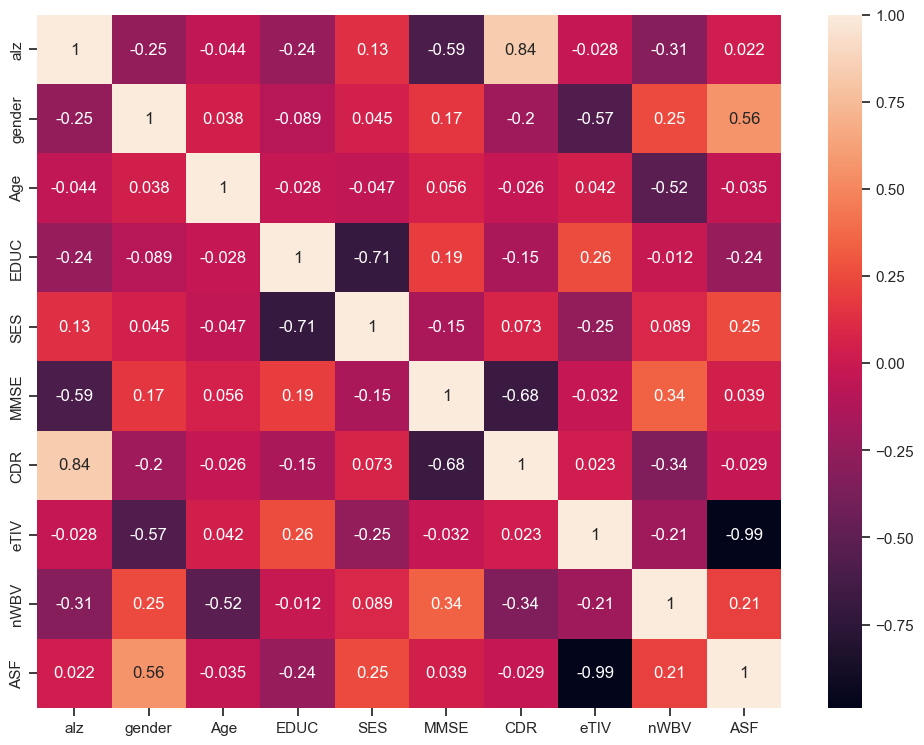 alz 1 -0.25 -0.044 -0.24 0.13 -0.59 0.84 -0.028 -0.31 0.022
gender -0.25 1 0.038 -0.089 0.045 0.17 -0.2 -0.57 0.25 0.56
Age -0.044 0.038 1 -0.028 -0.047 0.056 -0.026 0.042 -0.52 -0.035
EDUC -0.24 -0.089 -0.028 1 -0.71 0.19 -0.15 0.26 -0.012 -0.24
SES 0.13 0.045 -0.047 -0.71 1 -0.15 0.073 -0.25 0.089 0.25
MMSE -0.59 0.17 0.056 0.19 -0.15 1 -0.68 -0.032 0.34 0.039
CDR 0.84 -0.2 -0.026 -0.15 0.073 -0.68 1 0.023 -0.34 -0.029
eTIV -0.028 -0.57 0.042 0.26 -0.25 -0.032 0.023 1 -0.21 -0.99
nWBV -0.31 0.25 -0.52 -0.012 0.089 0.34 -0.34 -0.21 1 0.21
ASF 0.022 0.56 -0.035 -0.24 0.25 0.039 -0.029 -0.99 0.21 1
alz gender Age EDUC SES MMSE CDR eTIV nWBV ASF
1.00
0.75
0.50
0.25
0.00
−0.25
−0.50
−0.75